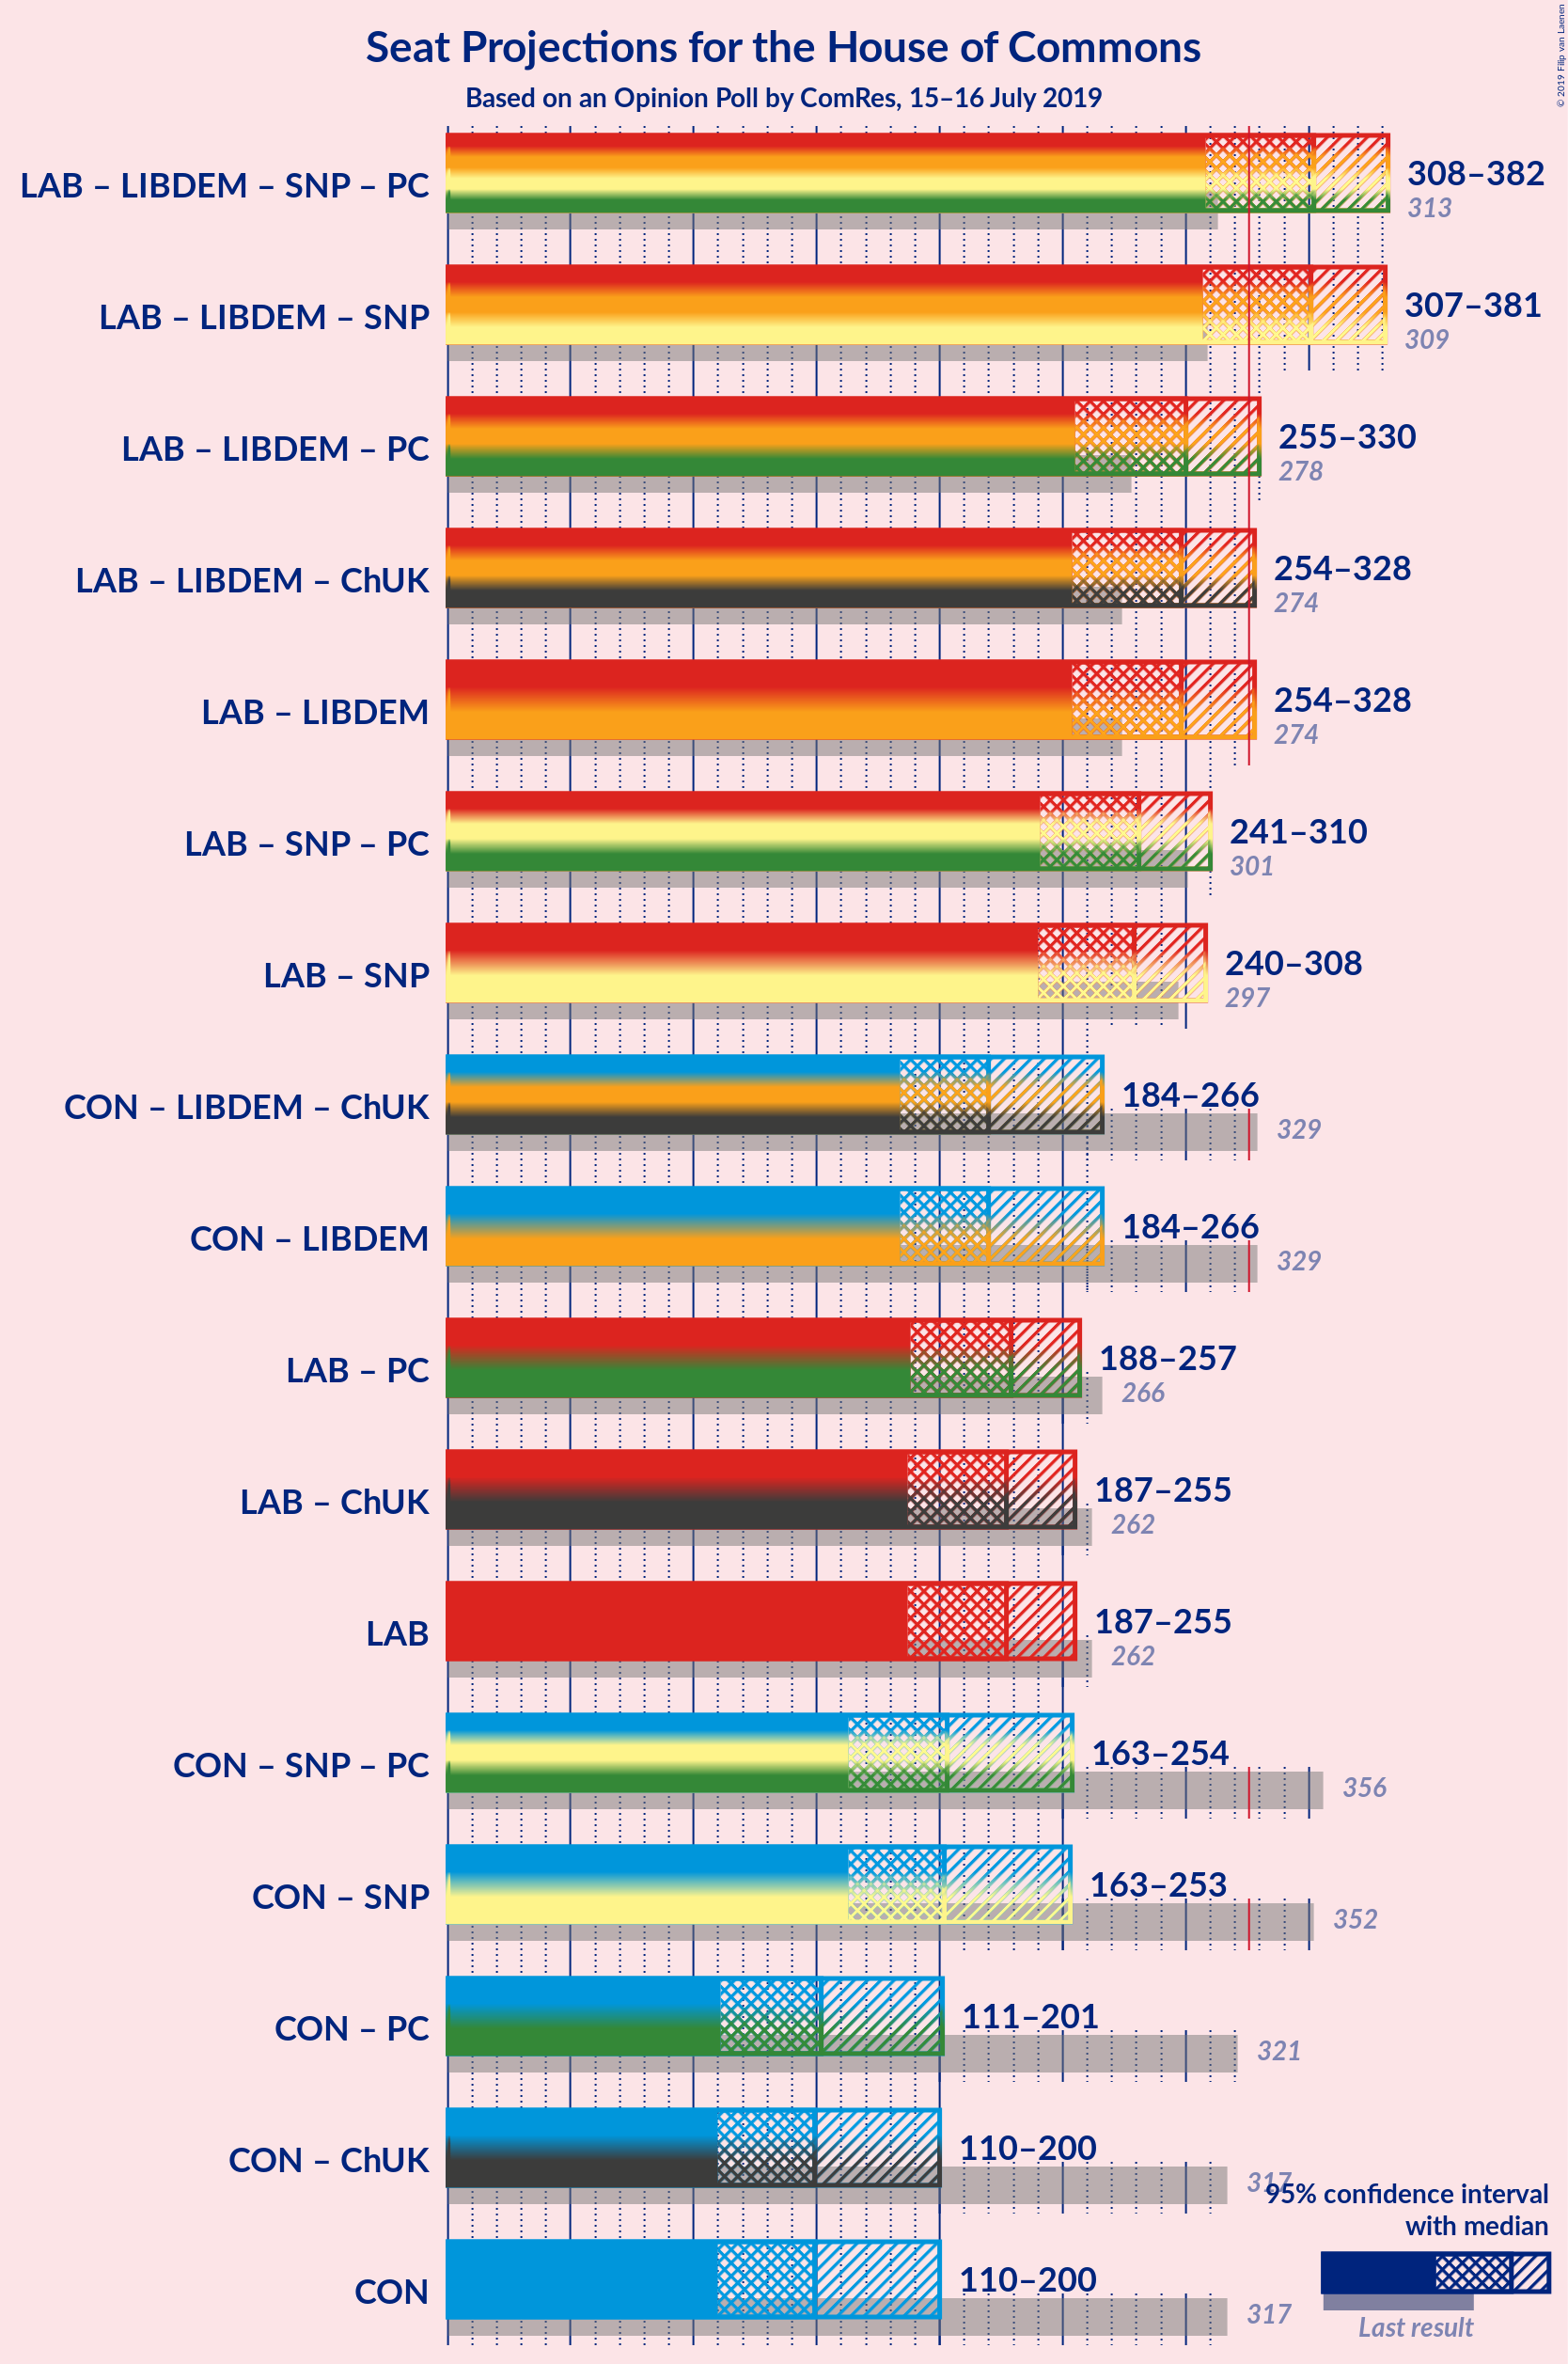 Seat Projections for the House of Commons
Based on an Opinion Poll by ComRes, 15–16 July 2019
© 2019 Filip van Laenen
LAB – LIBDEM – SNP – PC
308–382
313
LAB – LIBDEM – SNP
307–381
309
LAB – LIBDEM – PC
255–330
278
LAB – LIBDEM – ChUK
254–328
274
LAB – LIBDEM
254–328
274
LAB – SNP – PC
241–310
301
LAB – SNP
240–308
297
CON – LIBDEM – ChUK
184–266
329
CON – LIBDEM
184–266
329
LAB – PC
188–257
266
LAB – ChUK
187–255
262
LAB
187–255
262
CON – SNP – PC
163–254
356
CON – SNP
163–253
352
CON – PC
111–201
321
CON – ChUK
110–200
317
CON
110–200
317
95% confidence interval
with median
Last result